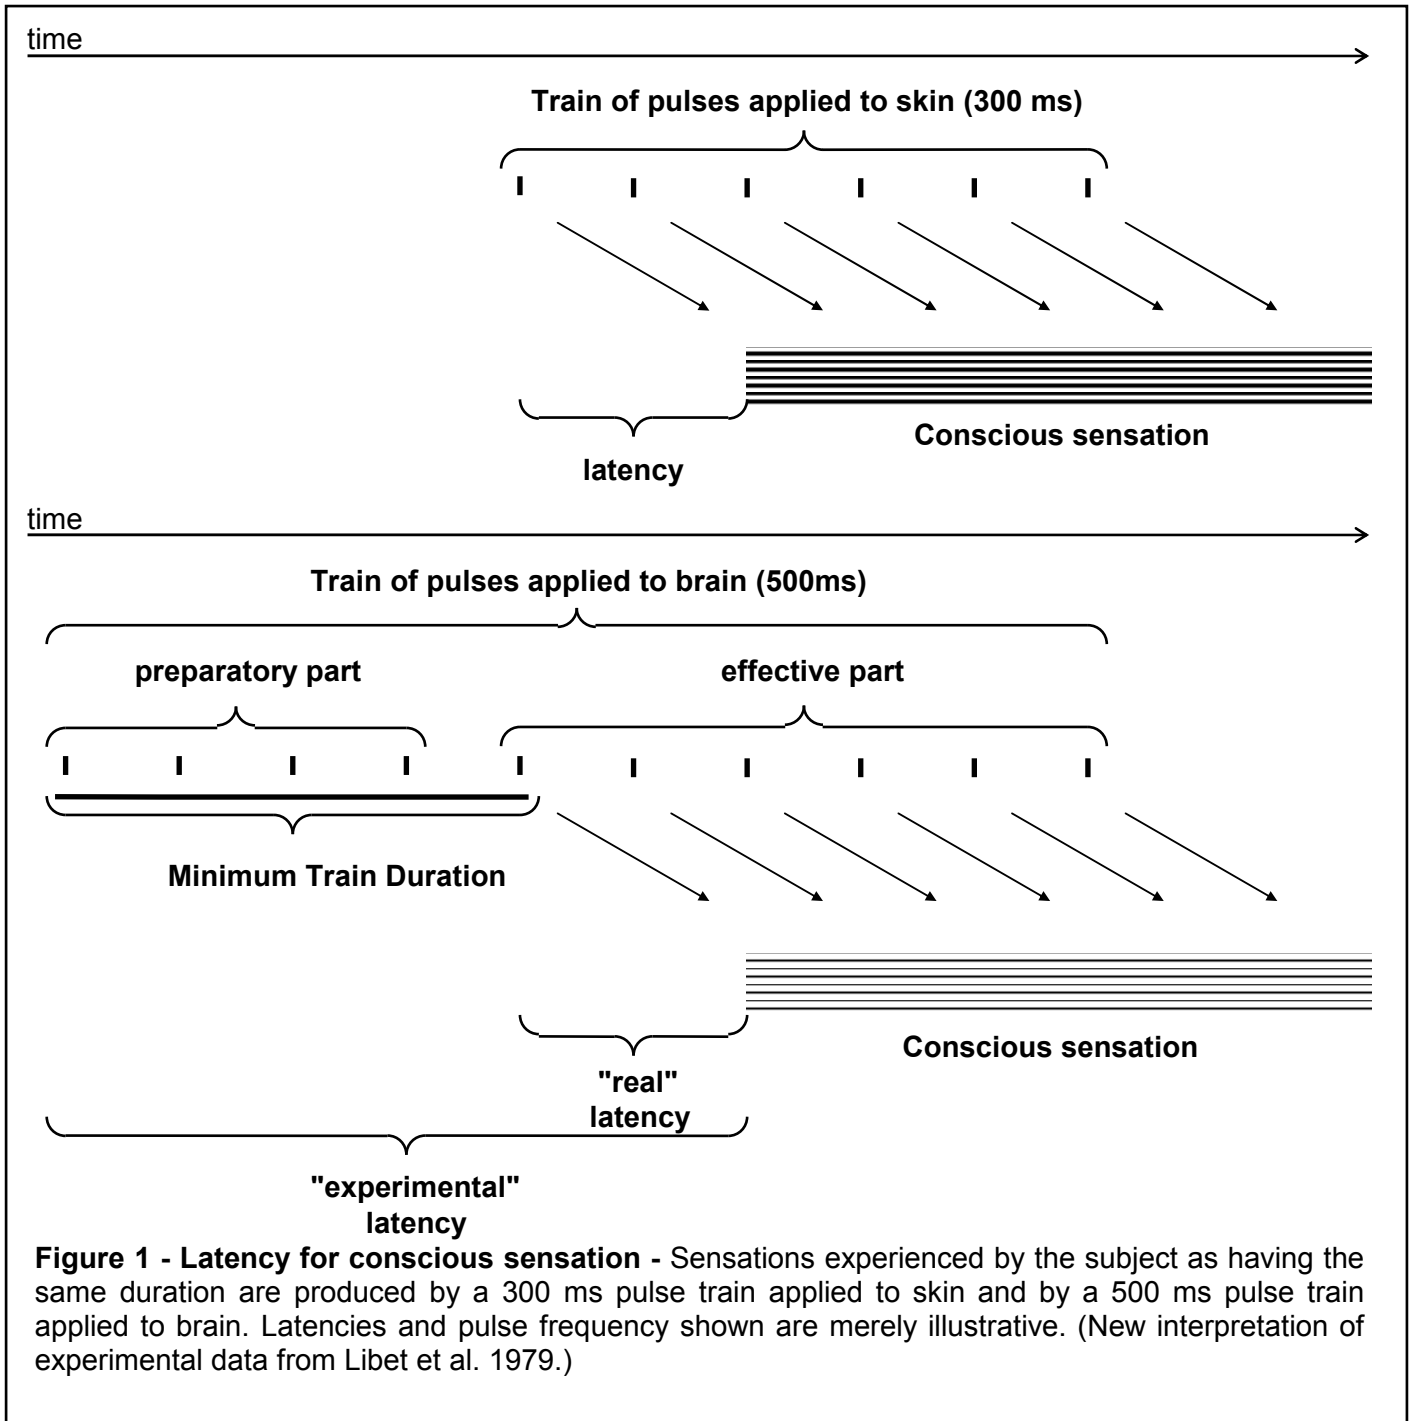 time
Train of pulses applied to skin (300 ms)
Conscious sensation
latency
time
Train of pulses applied to brain (500ms)
preparatory part
effective part
Minimum Train Duration
Conscious sensation
"real"
latency
"experimental"
latency
Figure 1 - Latency for conscious sensation - Sensations experienced by the subject as having the
same duration are produced by a 300 ms pulse train applied to skin and by a 500 ms pulse train
applied to brain. Latencies and pulse frequency shown are merely illustrative. (New interpretation of
experimental data from Libet et al. 1979.)